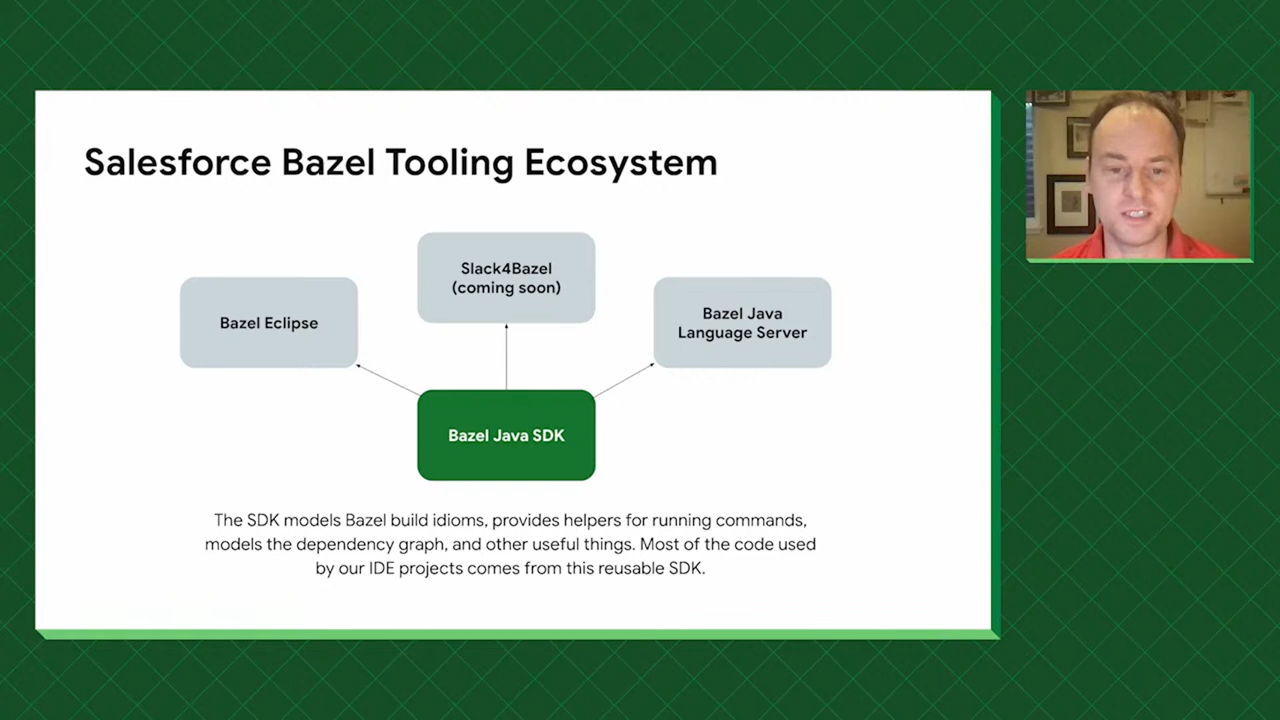 Salesforce Bazel Tooling Ecosystem
Slack4Bazel
(coming soon)
Bazel Eclipse
Bazel Java
Language Server
Bazel Java SDK
The SDK models Bazel build idioms, provides helpers for running commands,
models the dependency graph, and other useful things. Most of the code used
by our IDE projects comes from this reusable SDK.